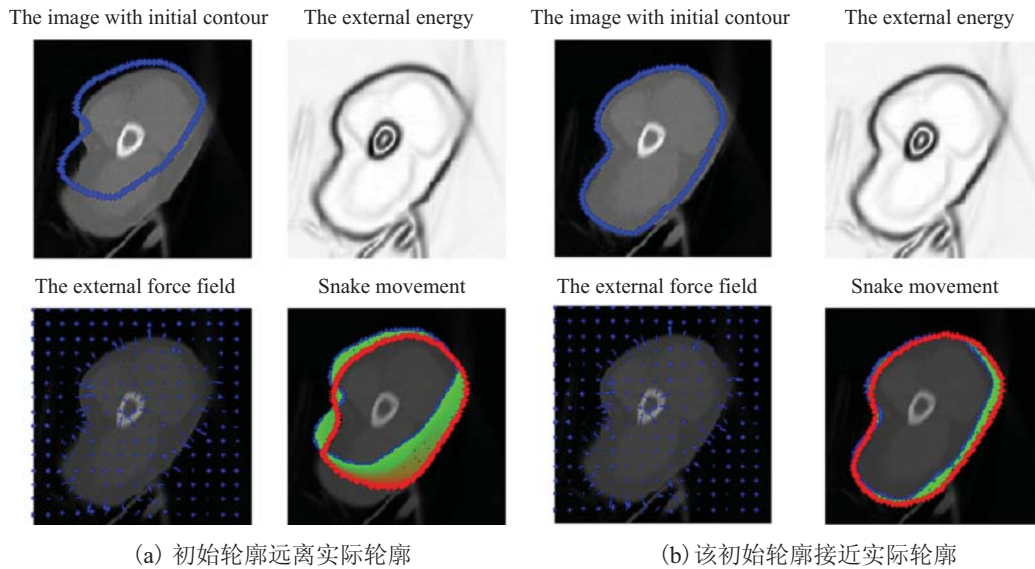 The image with initial contour
The external energy
The image with initial contour
The external energy
The external force field
Snake movement
The external force field
Snake movement
(a) 初始轮廓远离实际轮廓
(b) 该初始轮廓接近实际轮廓